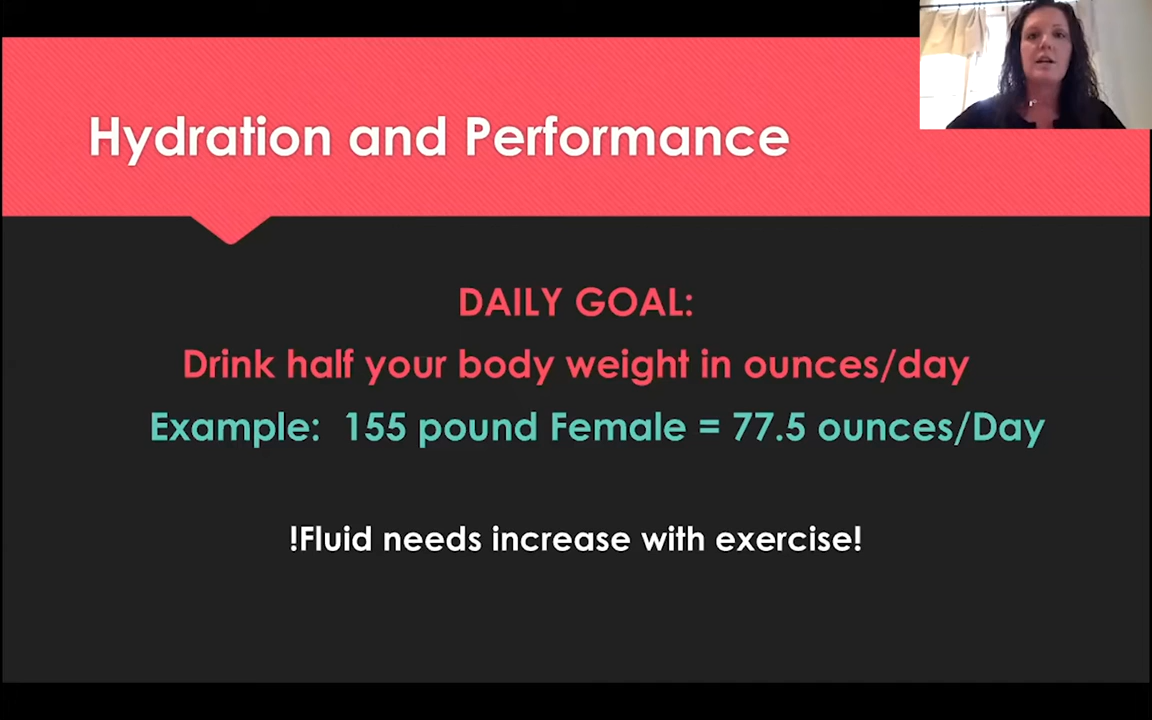 Hydration and Performance
DAILY GOAL:
Drink half your body weight in ounces/day
Example: 155 pound Female = 77.5 ounces/Day
!Fluid needs increase with exercise!